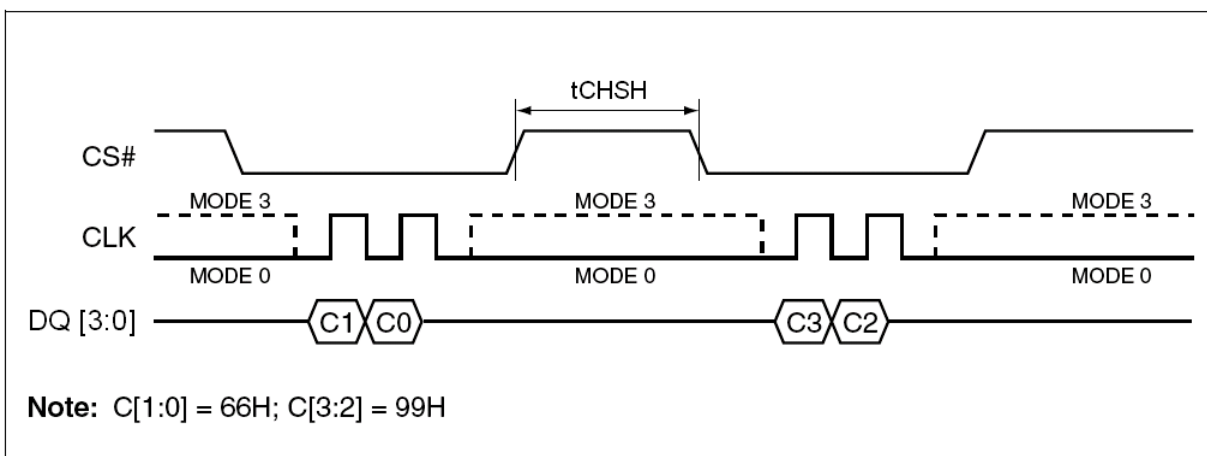 tCHSH
CS#
MODE 3 MODE 3 MODE 3
CLK
MODE 0 MODE 0 MODE 0
DQ [3:0] C1 C0 C3 C2
Note: C[1:0] = 66H; C[3:2] = 99H